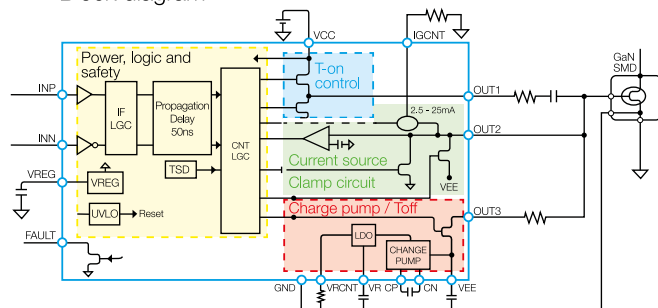 VCC
IGCNT
Power, logic and
safety
T-on
control
GaN
SMD
INP
IF
LGC
Propagation
Delay
50ns
CNT
LGC
OUT1
2.5 - 25mA
INN
OUT2
Current source
Clamp circuit
VREG
VREG
TSD
VEE
UVLO
Reset
Charge pump / Toff
OUT3
FAULT
LDO
CHANGE
PUMP
GND
VRCNT
VR
CP
CN
VEE